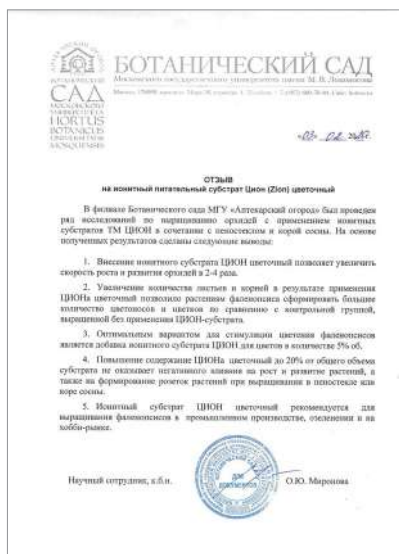 БОТАНИЧЕСКИЙ
САД
МОСКОВСКОГО
УНИВЕРСИТЕТА
HORTUS
BOTANICUS
UNIVERSITATIS
MOSQUENSIS
БОТАНИЧЕСКИЙ САД
Московского государственного университета имени М. В. Ломоносова
ОТЗЫВ
на ионитный питательный субстрат Цион (Zion) цветочный
В филиале Ботанического сада МГУ «Аптекарский огород» был проведен
ряд исследований по выращиванию орхидей с применением ионитных
субстратов ТМ ЦИОН в сочетании с пеностеклом и корой сосны. На основе
полученных результатов сделаны следующие выводы:
1. Внесение ионитного субстрата ЦИОН цветочный позволяет увеличить
скорость роста и развития орхидей в 2-4 раза.
2. Увеличение количества листьев и корней в результате применения
ЦИОНа цветочный позволило растениям фаленопсиса сформировать большее
количество цветоносов и цветков по сравнению с контрольной группой,
выращенной без применения ЦИОН-субстрата.
3. Оптимальным вариантом для стимуляции цветения фаленопсисов
является добавка ионитного субстрата ЦИОН для цветов в количестве 5% об.
4. Повышение содержание ЦИОНа цветочный до 20% от общего объема
субстрата не оказывает негативного влияния на рост и развитие растений, а
также на формирование розеток растений при выращивании в пеностекле или
коре сосны.
5. Ионитный субстрат ЦИОН цветочный рекомендуется для
выращивания фаленопсисов в промышленном производстве, озеленении и на
хобби-рынке.
Научный сотрудник, к.б.н.
ДЛЯ
ДОКУМЕНТОВ
О.Ю. Миронова